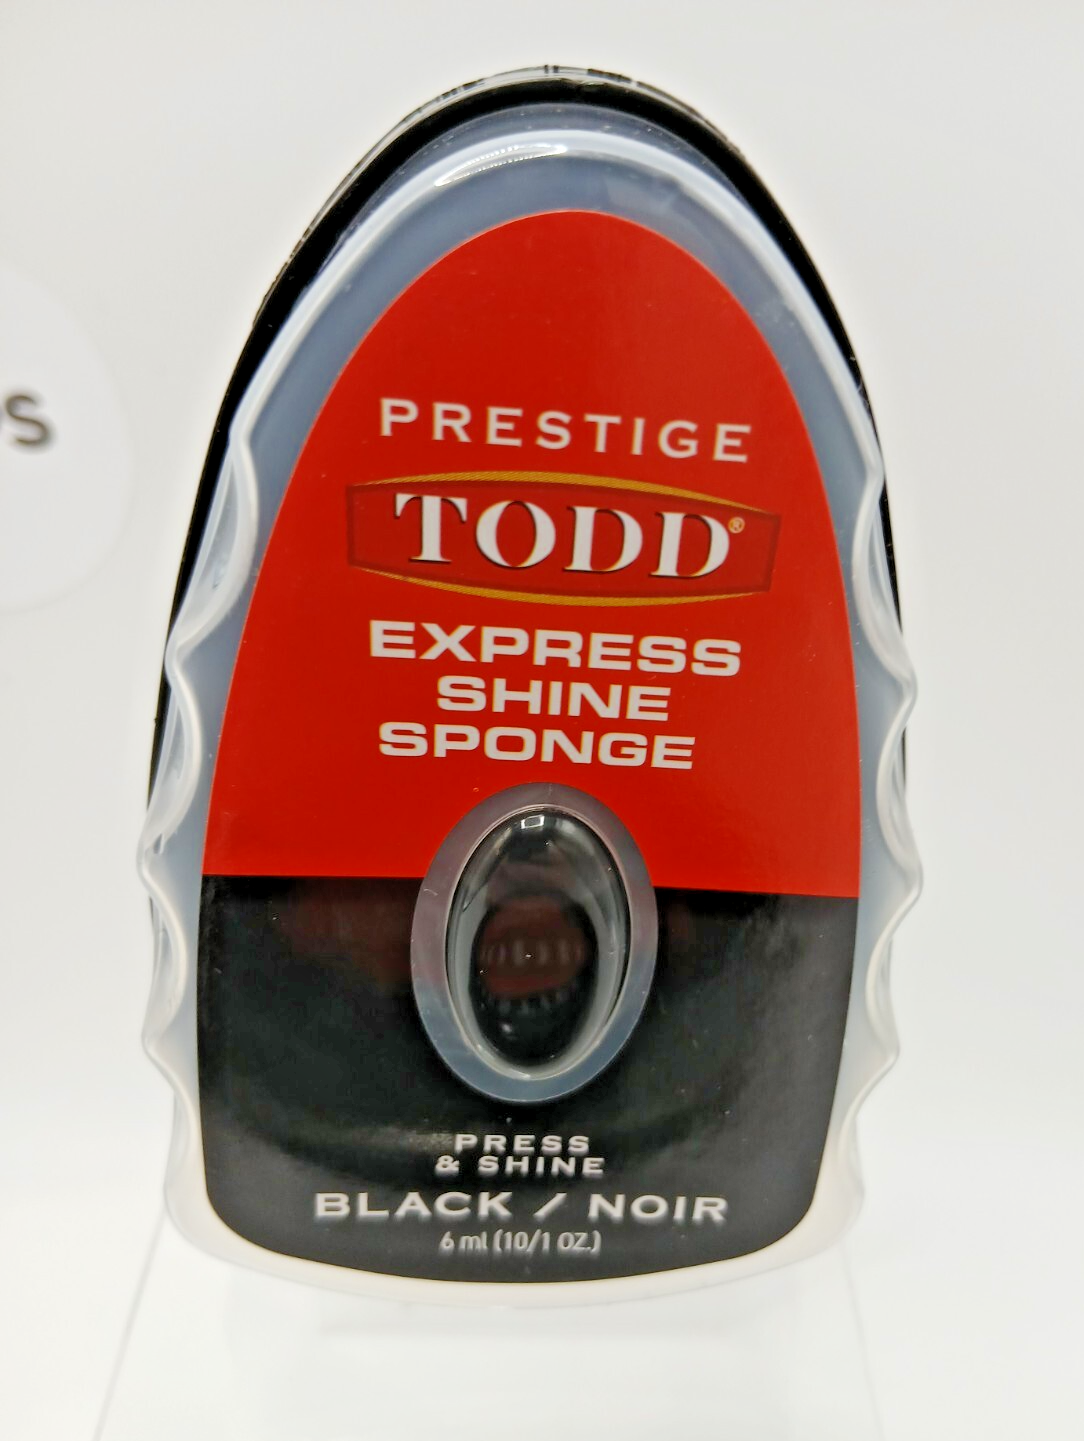 PRESTIGE
TODD®
EXPRESS
SHINE
SPONGE
PRESS
& SHINE
BLACK / NOIR
6 ml (10/1 OZ.)